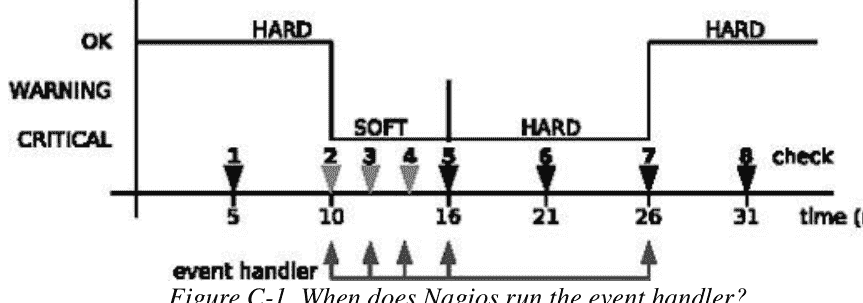 HARD HARD
OK
WARNING
SOFT HARD
CRITICAL
1 2 3 4 5 6 7 8 check
5 10 16 21 26 31 time (
event handler
Figure C-1. When does Nagios run the event handler?